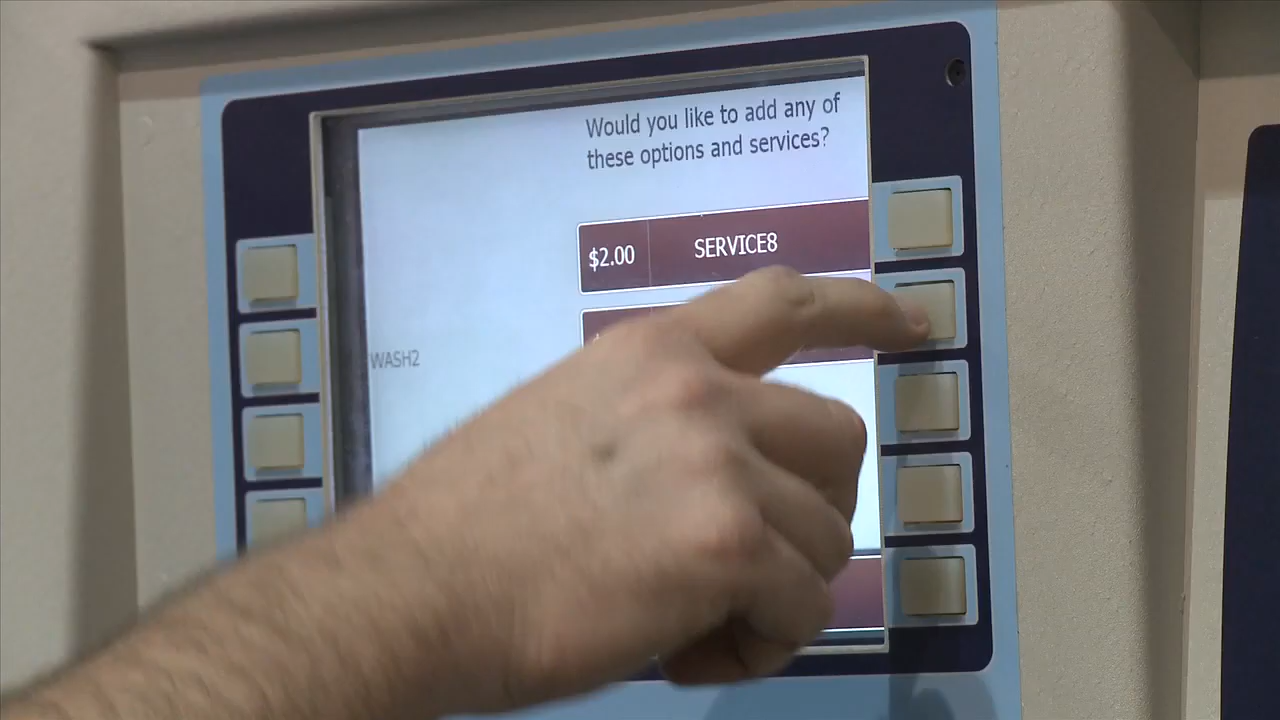 Would you like to add any of
these options and services?
$2.00 SERVICE8
WASH2